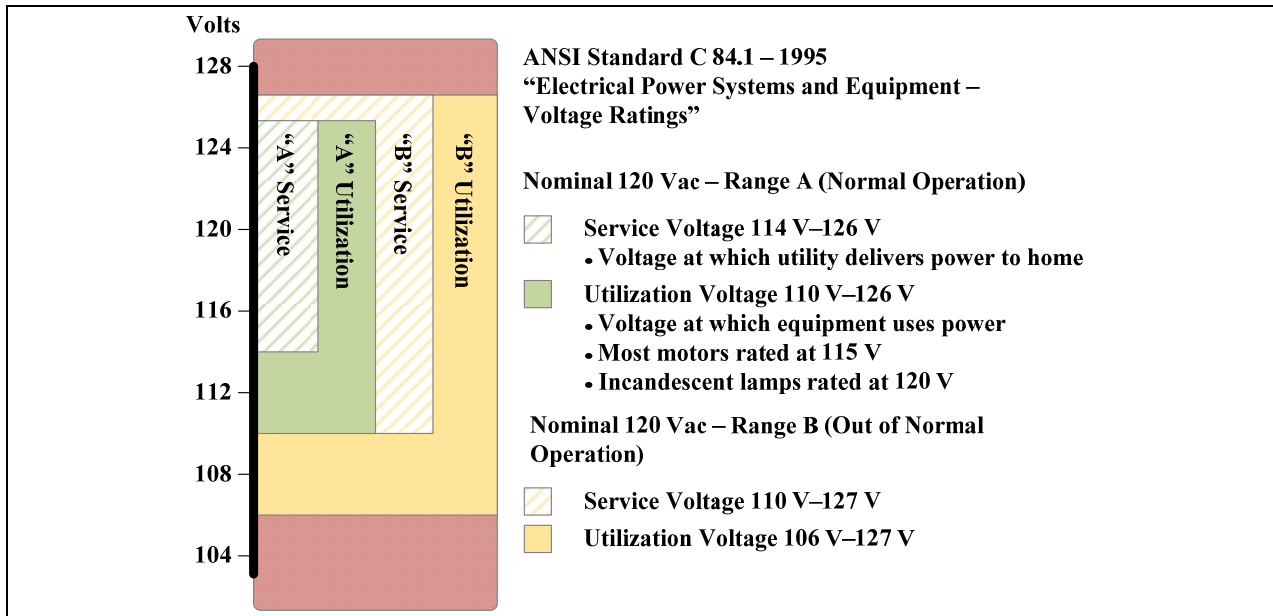 Volts
128
124
120
116
112
108
104
“A” Service
“A” Utilization
“B” Service
“B” Utilization
ANSI Standard C 84.1 – 1995
“Electrical Power Systems and Equipment –
Voltage Ratings”
Nominal 120 Vac – Range A (Normal Operation)
Service Voltage 114 V–126 V
• Voltage at which utility delivers power to home
Utilization Voltage 110 V–126 V
• Voltage at which equipment uses power
• Most motors rated at 115 V
• Incandescent lamps rated at 120 V
Nominal 120 Vac – Range B (Out of Normal
Operation)
Service Voltage 110 V–127 V
Utilization Voltage 106 V–127 V